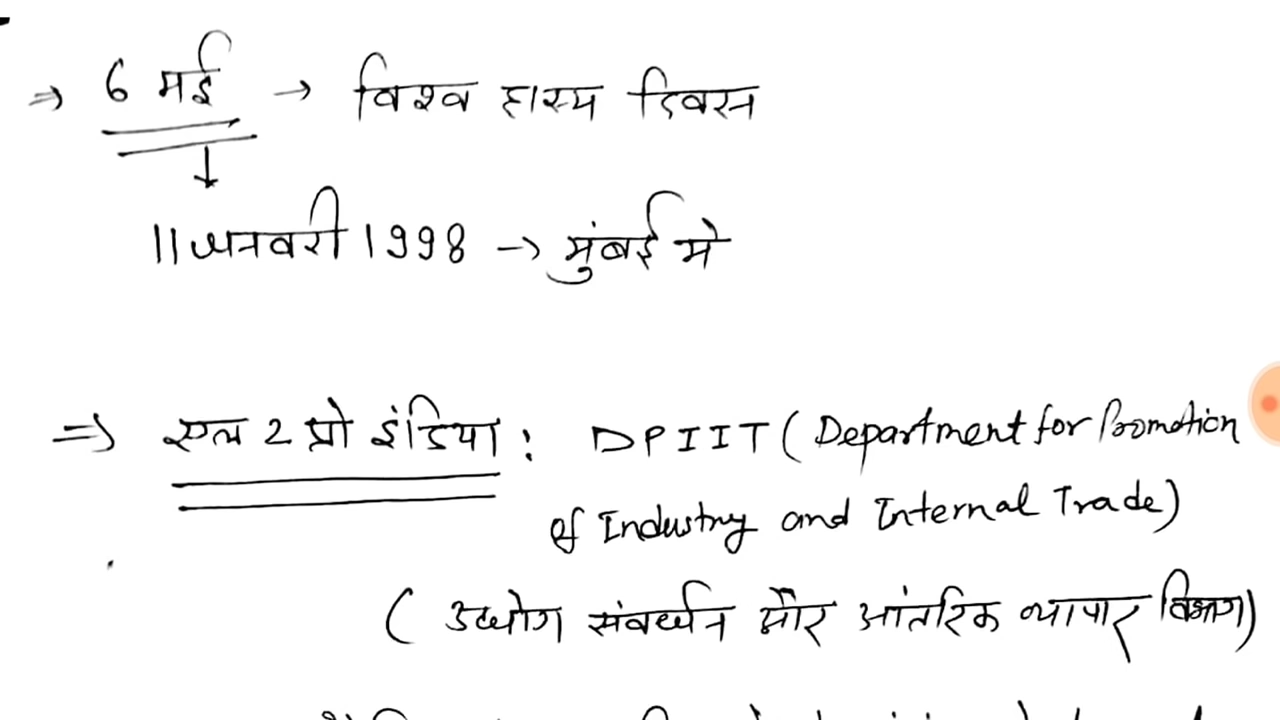 ⇒ 6 मई → विश्व हास्य दिवस
↓
11 जनवरी 1998 → मुंबई मे
⇒ एल 2 प्रो इंडिया : DPIIT ( Department for Promotion
of Industry and Internal Trade)
( उद्योग संवर्धन और आंतरिक व्यापार विभाग)